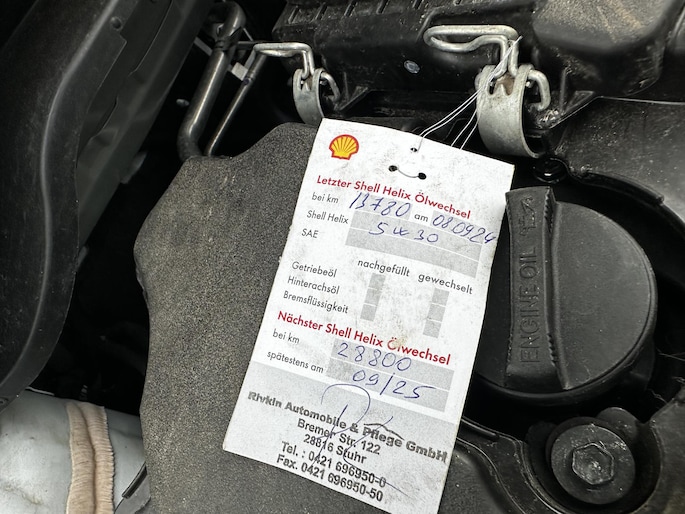 Letzter Shell Helix Ölwechsel
bei km 13780 am 080924
Shell Helix 5w30
SAE
nachgefüllt gewechselt
Getriebeöl
Hinterachsöl
Bremsflüssigkeit
Nächster Shell Helix Ölwechsel
bei km 28800
spätestens am 09/25
Rivkin Automobile & Pflege GmbH
Bremer Str. 122
28816 Stuhr
Tel. : 0421 696950-0
Fax. 0421 696950-50
ENGINE OIL